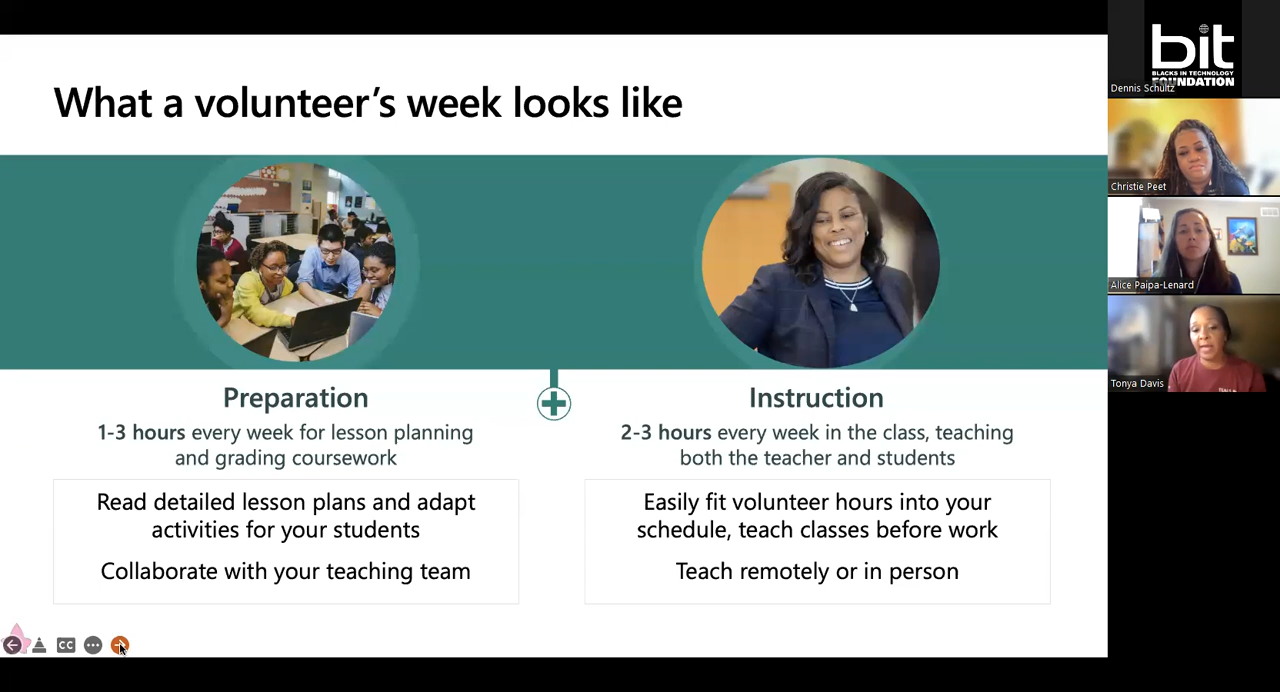 What a volunteer’s week looks like
Preparation
1-3 hours every week for lesson planning
and grading coursework
Read detailed lesson plans and adapt
activities for your students
Collaborate with your teaching team
Instruction
2-3 hours every week in the class, teaching
both the teacher and students
Easily fit volunteer hours into your
schedule, teach classes before work
Teach remotely or in person
CC
bit
BLACKS IN TECHNOLOGY
FOUNDATION
Dennis Schultz
Christie Peet
Alice Paipa-Lenard
Tonya Davis